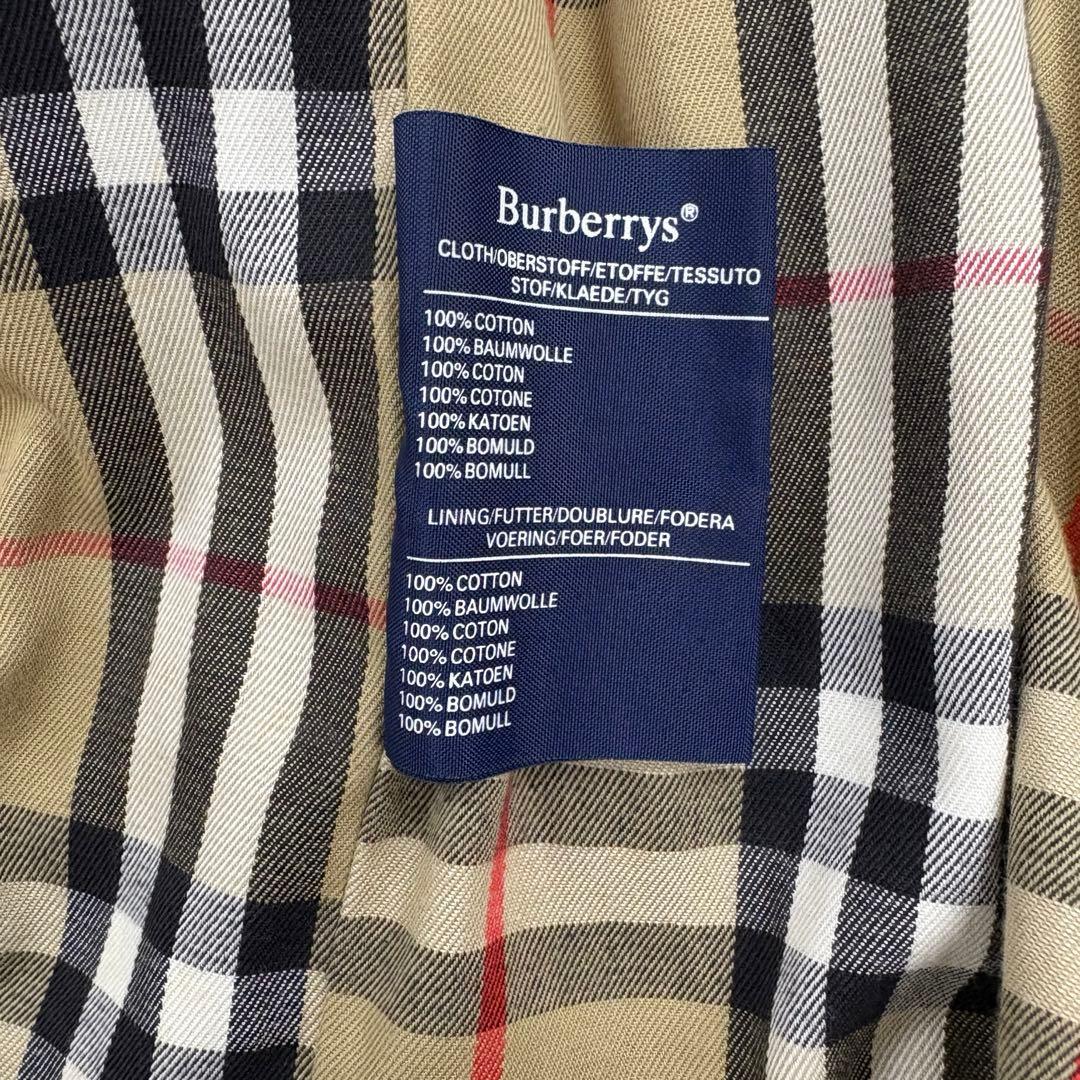 Burberrys®
CLOTH/OBERSTOFF/ETOFFE/TESSUTO
STOF/KLAEDE/TYG
100% COTTON
100% BAUMWOLLE
100% COTON
100% COTONE
100% KATOEN
100% BOMULD
100% BOMULL
LINING/FUTTER/DOUBLURE/FODERA
VOERING/FOER/FODER
100% COTTON
100% BAUMWOLLE
100% COTON
100% COTONE
100% KATOEN
100% BOMULD
100% BOMULL